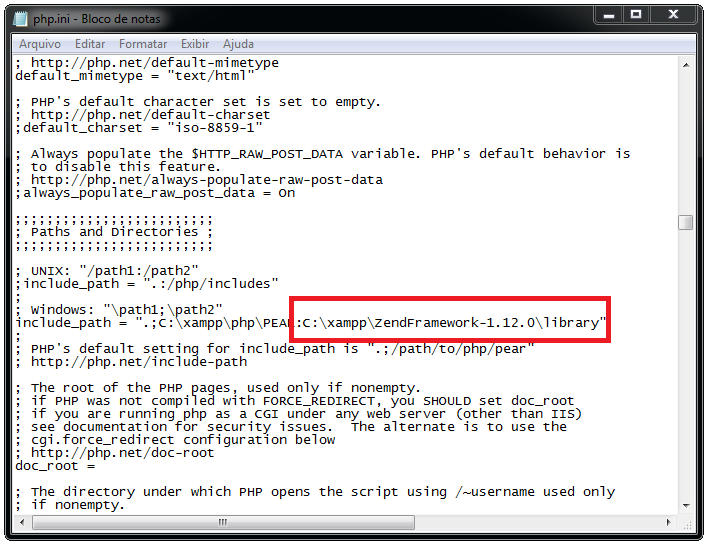 php.ini - Bloco de notas
Arquivo Editar Formatar Exibir Ajuda
; http://php.net/default-mimetype
default_mimetype = "text/html"
; PHP's default character set is set to empty.
; http://php.net/default-charset
;default_charset = "iso-8859-1"
; Always populate the $HTTP_RAW_POST_DATA variable. PHP's default behavior is
; to disable this feature.
; http://php.net/always-populate-raw-post-data
;always_populate_raw_post_data = On
;;;;;;;;;;;;;;;;;;;;;;;;;
; Paths and Directories ;
;;;;;;;;;;;;;;;;;;;;;;;;;
; UNIX: "/path1:/path2"
;include_path = ".:/php/includes"
;
; Windows: "\path1;\path2"
include_path = ".;C:\xampp\php\PEAR:C:\xampp\ZendFramework-1.12.0\library"
;
; PHP's default setting for include_path is ".;/path/to/php/pear"
; http://php.net/include-path
; The root of the PHP pages, used only if nonempty.
; if PHP was not compiled with FORCE_REDIRECT, you SHOULD set doc_root
; if you are running php as a CGI under any web server (other than IIS)
; see documentation for security issues.  The alternate is to use the
; cgi.force_redirect configuration below
; http://php.net/doc-root
doc_root =
; The directory under which PHP opens the script using /~username used only
; if nonempty.